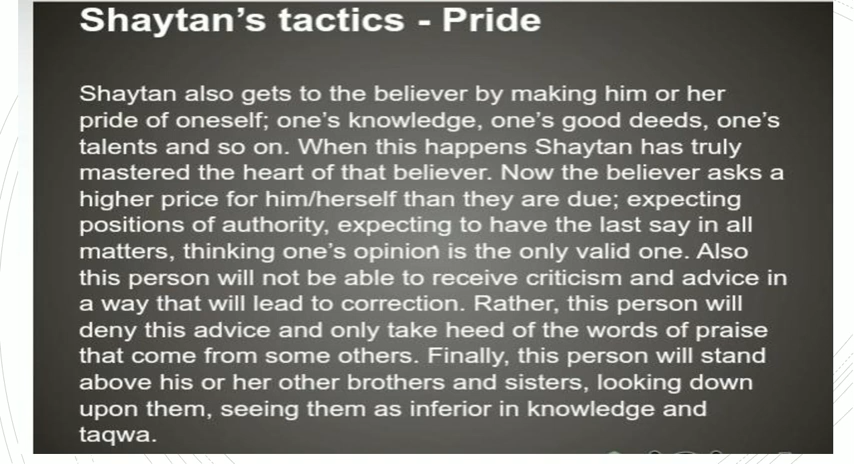 Shaytan’s tactics - Pride
Shaytan also gets to the believer by making him or her
pride of oneself; one’s knowledge, one’s good deeds, one’s
talents and so on. When this happens Shaytan has truly
mastered the heart of that believer. Now the believer asks a
higher price for him/herself than they are due; expecting
positions of authority, expecting to have the last say in all
matters, thinking one’s opinion is the only valid one. Also
this person will not be able to receive criticism and advice in
a way that will lead to correction. Rather, this person will
deny this advice and only take heed of the words of praise
that come from some others. Finally, this person will stand
above his or her other brothers and sisters, looking down
upon them, seeing them as inferior in knowledge and
taqwa.